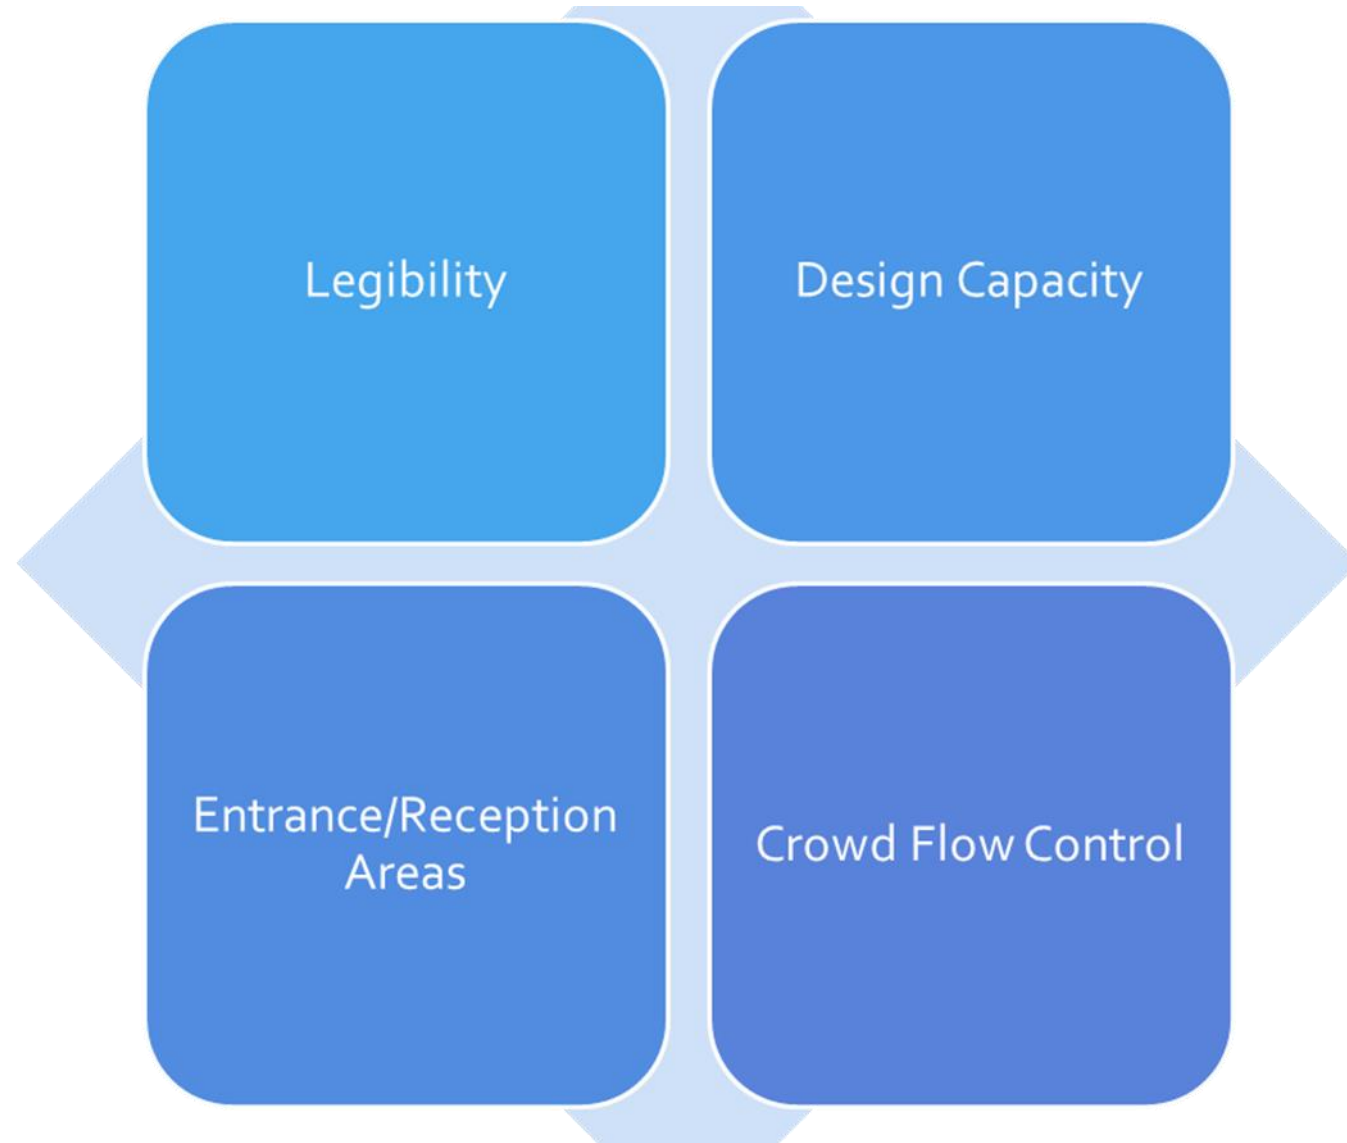 Legibility
Design Capacity
Entrance/Reception
Areas
Crowd Flow Control